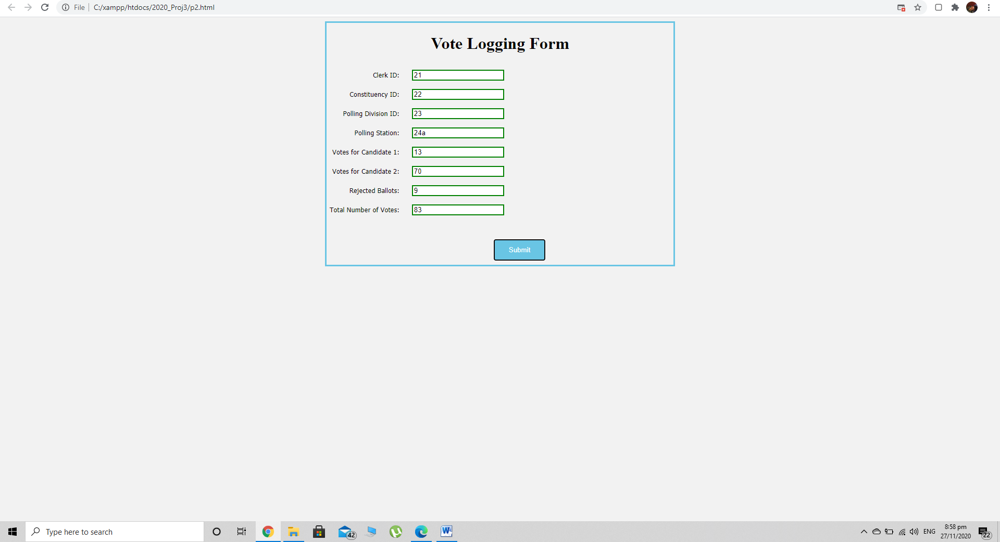 File C:/xampp/htdocs/2020_Proj3/p2.html
Vote Logging Form
Clerk ID: 21
Constituency ID: 22
Polling Division ID: 23
Polling Station: 24a
Votes for Candidate 1: 13
Votes for Candidate 2: 70
Rejected Ballots: 9
Total Number of Votes: 83
Submit
Type here to search
42
W
ENG
8:58 pm
27/11/2020
22